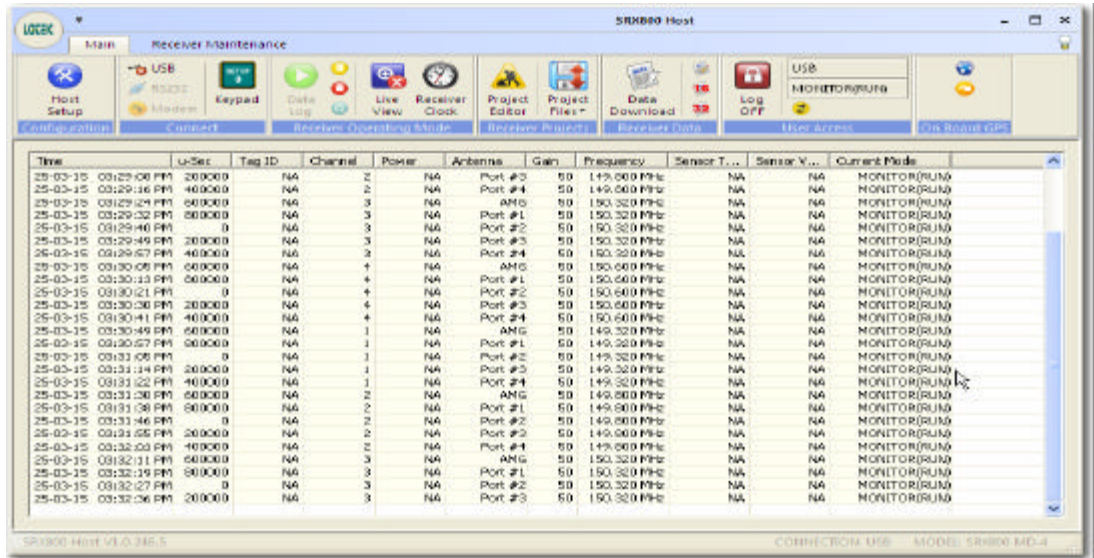 SRX800 Host
LOTEK
Main Receiver Maintenance
USB
RS232
Modem
Host Setup
Keypad
Data Log
Live View
Receiver Clock
Project Editor
Project Files
Data Download
16
32
Log OFF
USB
MONITOR(RUN)
Configuration Connect Receiver Operating Mode Receiver Projects Receiver Data User Access On Board GPS
Time u-Sec Tag ID Channel Power Antenna Gain Frequency Sensor T... Sensor V... Current Mode
25-03-15 03:29:08 PM 200000 NA 2 NA Port #3 50 149.800 MHz NA NA MONITOR(RUN)
25-03-15 03:29:16 PM 400000 NA 2 NA Port #4 50 149.800 MHz NA NA MONITOR(RUN)
25-03-15 03:29:24 PM 600000 NA 3 NA AMG 50 150.320 MHz NA NA MONITOR(RUN)
25-03-15 03:29:32 PM 800000 NA 3 NA Port #1 50 150.320 MHz NA NA MONITOR(RUN)
25-03-15 03:29:40 PM 0 NA 3 NA Port #2 50 150.320 MHz NA NA MONITOR(RUN)
25-03-15 03:29:49 PM 200000 NA 3 NA Port #3 50 150.320 MHz NA NA MONITOR(RUN)
25-03-15 03:29:57 PM 400000 NA 3 NA Port #4 50 150.320 MHz NA NA MONITOR(RUN)
25-03-15 03:30:05 PM 600000 NA 4 NA AMG 50 150.600 MHz NA NA MONITOR(RUN)
25-03-15 03:30:13 PM 800000 NA 4 NA Port #1 50 150.600 MHz NA NA MONITOR(RUN)
25-03-15 03:30:21 PM 0 NA 4 NA Port #2 50 150.600 MHz NA NA MONITOR(RUN)
25-03-15 03:30:30 PM 200000 NA 4 NA Port #3 50 150.600 MHz NA NA MONITOR(RUN)
25-03-15 03:30:41 PM 400000 NA 4 NA Port #4 50 150.600 MHz NA NA MONITOR(RUN)
25-03-15 03:30:49 PM 600000 NA 1 NA AMG 50 149.320 MHz NA NA MONITOR(RUN)
25-03-15 03:30:57 PM 800000 NA 1 NA Port #1 50 149.320 MHz NA NA MONITOR(RUN)
25-03-15 03:31:05 PM 0 NA 1 NA Port #2 50 149.320 MHz NA NA MONITOR(RUN)
25-03-15 03:31:14 PM 200000 NA 1 NA Port #3 50 149.320 MHz NA NA MONITOR(RUN)
25-03-15 03:31:22 PM 400000 NA 1 NA Port #4 50 149.320 MHz NA NA MONITOR(RUN)
25-03-15 03:31:30 PM 600000 NA 2 NA AMG 50 149.800 MHz NA NA MONITOR(RUN)
25-03-15 03:31:38 PM 800000 NA 2 NA Port #1 50 149.800 MHz NA NA MONITOR(RUN)
25-03-15 03:31:46 PM 0 NA 2 NA Port #2 50 149.800 MHz NA NA MONITOR(RUN)
25-03-15 03:31:55 PM 200000 NA 2 NA Port #3 50 149.800 MHz NA NA MONITOR(RUN)
25-03-15 03:32:03 PM 400000 NA 2 NA Port #4 50 149.800 MHz NA NA MONITOR(RUN)
25-03-15 03:32:11 PM 600000 NA 3 NA AMG 50 150.320 MHz NA NA MONITOR(RUN)
25-03-15 03:32:19 PM 800000 NA 3 NA Port #1 50 150.320 MHz NA NA MONITOR(RUN)
25-03-15 03:32:27 PM 0 NA 3 NA Port #2 50 150.320 MHz NA NA MONITOR(RUN)
25-03-15 03:32:36 PM 200000 NA 3 NA Port #3 50 150.320 MHz NA NA MONITOR(RUN)
SRX800 Host CONNECTION: USB MODEL: SRX800 MD-4